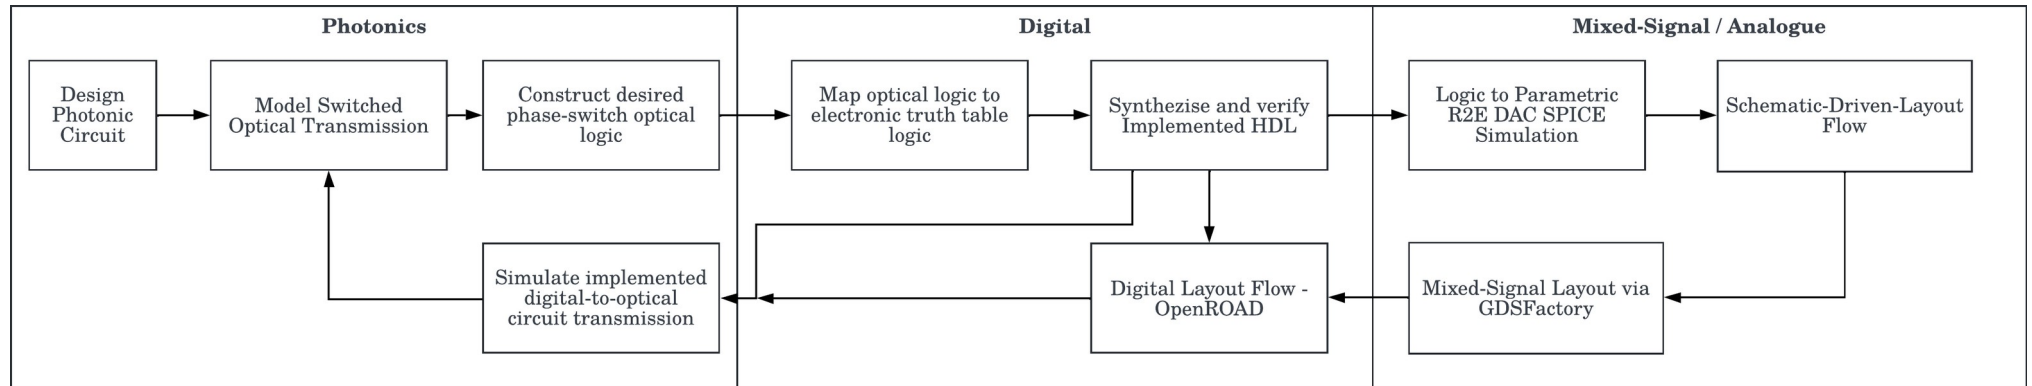 Photonics
Design
Photonic
Circuit
Model Switched
Optical Transmission
Construct desired
phase-switch optical
logic
Simulate implemented
digital-to-optical
circuit transmission
Digital
Map optical logic to
electronic truth table
logic
Synthezise and verify
Implemented HDL
Digital Layout Flow -
OpenROAD
Mixed-Signal / Analogue
Logic to Parametric
R2E DAC SPICE
Simulation
Schematic-Driven-Layout
Flow
Mixed-Signal Layout via
GDSFactory